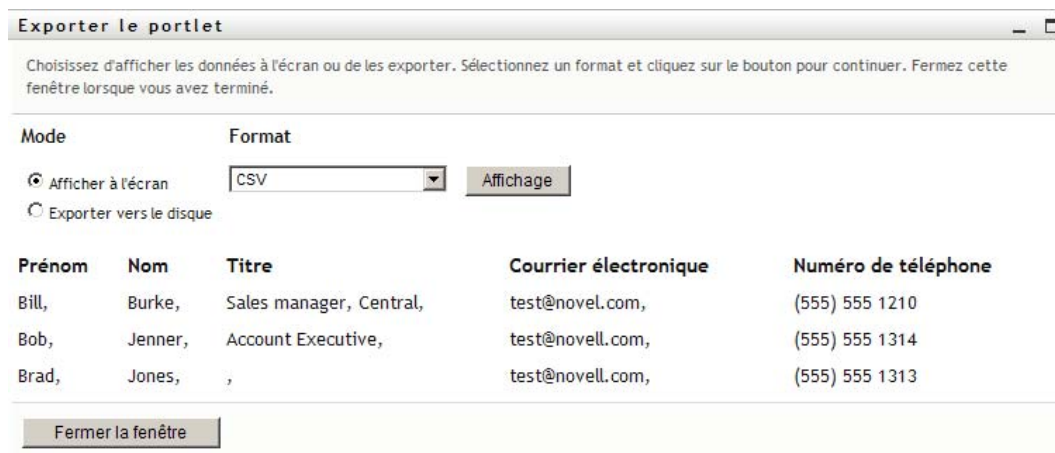 Exporter le portlet
Choisissez d'afficher les données à l'écran ou de les exporter. Sélectionnez un format et cliquez sur le bouton pour continuer. Fermez cette
fenêtre lorsque vous avez terminé.
Mode Format
Afficher à l'écran CSV Affichage
Exporter vers le disque
Prénom Nom Titre Courrier électronique Numéro de téléphone
Bill, Burke, Sales manager, Central, test@novel.com, (555) 555 1210
Bob, Jenner, Account Executive, test@novell.com, (555) 555 1314
Brad, Jones, , test@novell.com, (555) 555 1313
Fermer la fenêtre